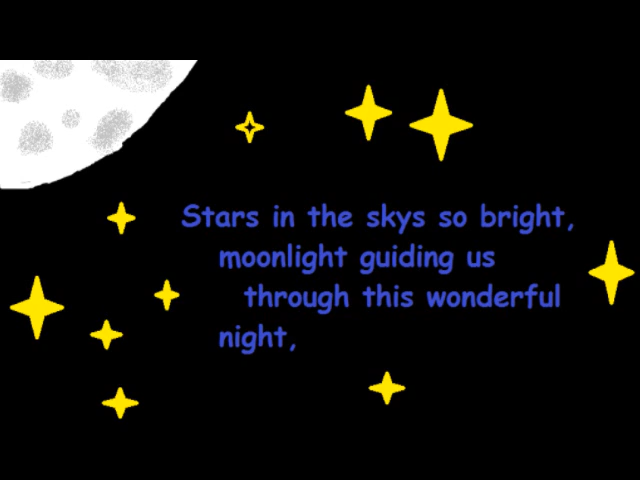 Stars in the skys so bright,
moonlight guiding us
through this wonderful
night,